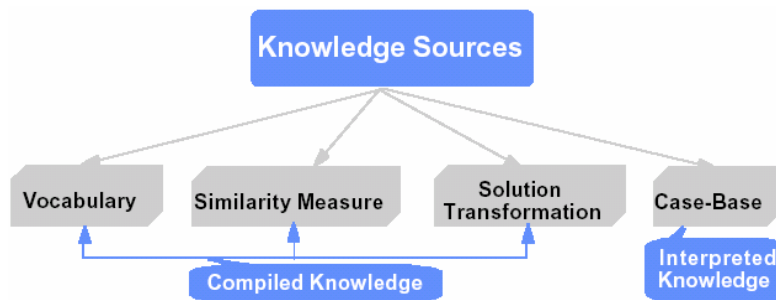 Knowledge Sources
Vocabulary
Similarity Measure
Solution
Transformation
Case-Base
Compiled Knowledge
Interpreted
Knowledge